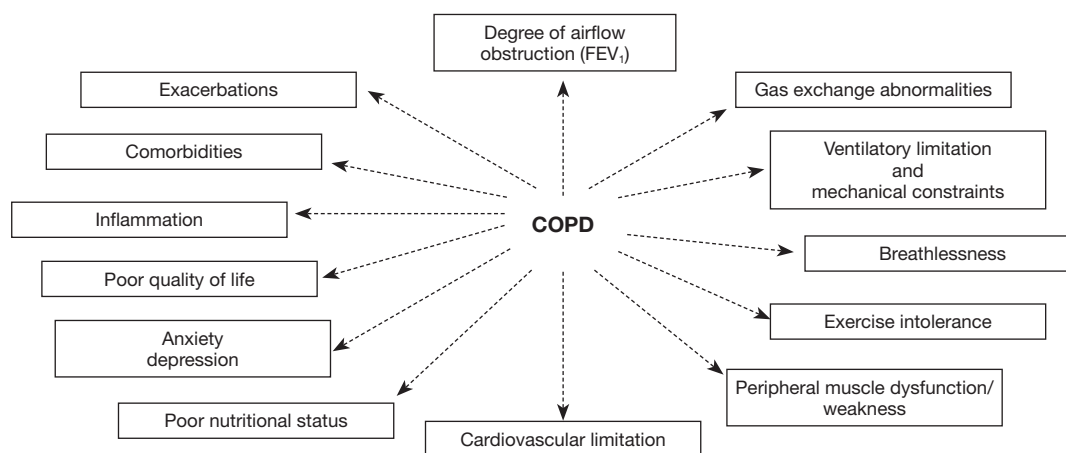 Degree of airflow
obstruction (FEV₁)
Exacerbations
Gas exchange abnormalities
Comorbidities
Ventilatory limitation
and
mechanical constraints
Inflammation
COPD
Breathlessness
Poor quality of life
Exercise intolerance
Anxiety
depression
Peripheral muscle dysfunction/
weakness
Poor nutritional status
Cardiovascular limitation